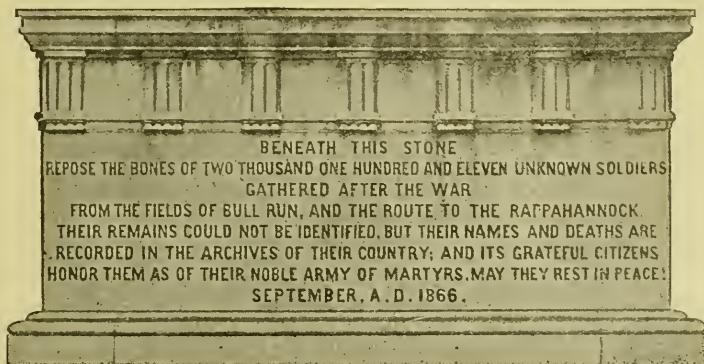 BENEATH THIS STONE
REPOSE THE BONES OF TWO THOUSAND ONE HUNDRED AND ELEVEN UNKNOWN SOLDIERS
GATHERED AFTER THE WAR
FROM THE FIELDS OF BULL RUN, AND THE ROUTE TO THE RAPPAHANNOCK.
THEIR REMAINS COULD NOT BE IDENTIFIED, BUT THEIR NAMES AND DEATHS ARE
RECORDED IN THE ARCHIVES OF THEIR COUNTRY; AND ITS GRATEFUL CITIZENS
HONOR THEM AS OF THEIR NOBLE ARMY OF MARTYRS. MAY THEY REST IN PEACE!
SEPTEMBER, A.D. 1866.